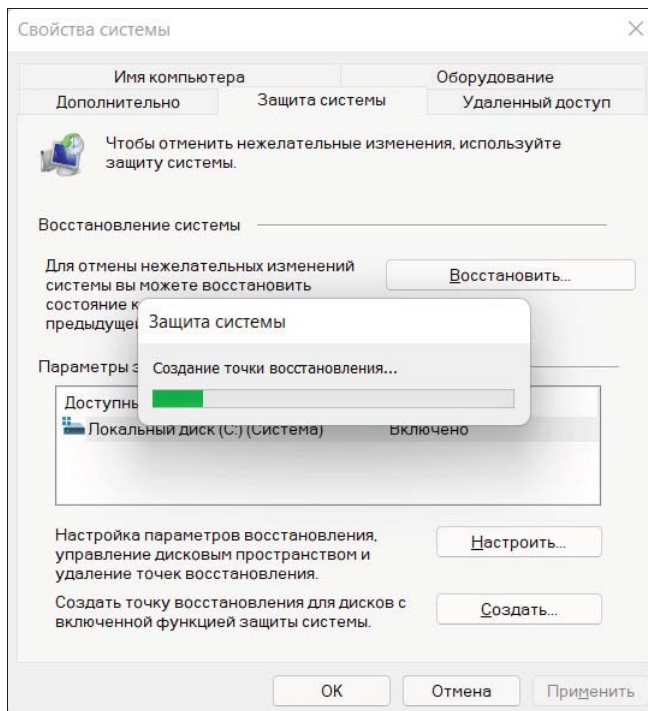 Свойства системы
Имя компьютера
Оборудование
Дополнительно
Защита системы
Удаленный доступ
Чтобы отменить нежелательные изменения, используйте
защиту системы.
Восстановление системы
Для отмены нежелательных изменений
системы вы можете восстановить
состояние к
предыдущей
Восстановить...
Защита системы
Создание точки восстановления...
Параметры з
Доступны
Локальный диск (C:) (Система)
Включено
Настройка параметров восстановления,
управление дисковым пространством и
удаление точек восстановления.
Настроить...
Создать точку восстановления для дисков с
включенной функцией защиты системы.
Создать...
ОК
Отмена
Применить